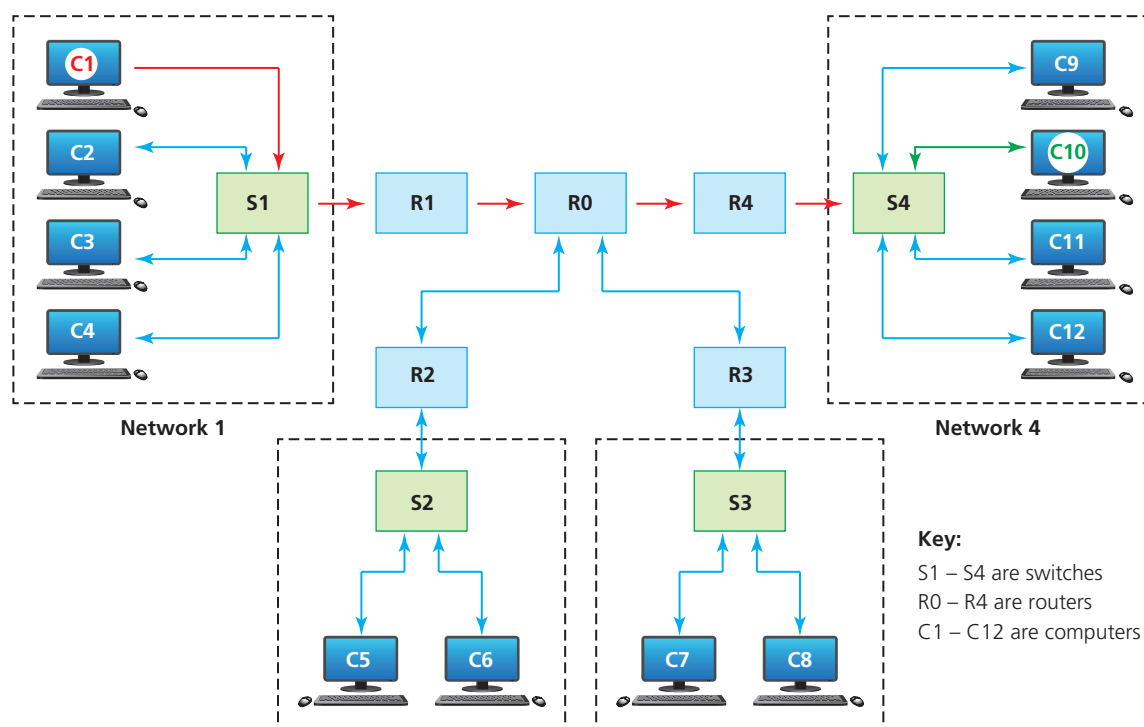 C1
C2
C3
C4
S1
R1
R0
R4
S4
C9
C10
C11
C12
R2
R3
Network 1
Network 4
S2
S3
C5
C6
C7
C8
Key:
S1 – S4 are switches
R0 – R4 are routers
C1 – C12 are computers